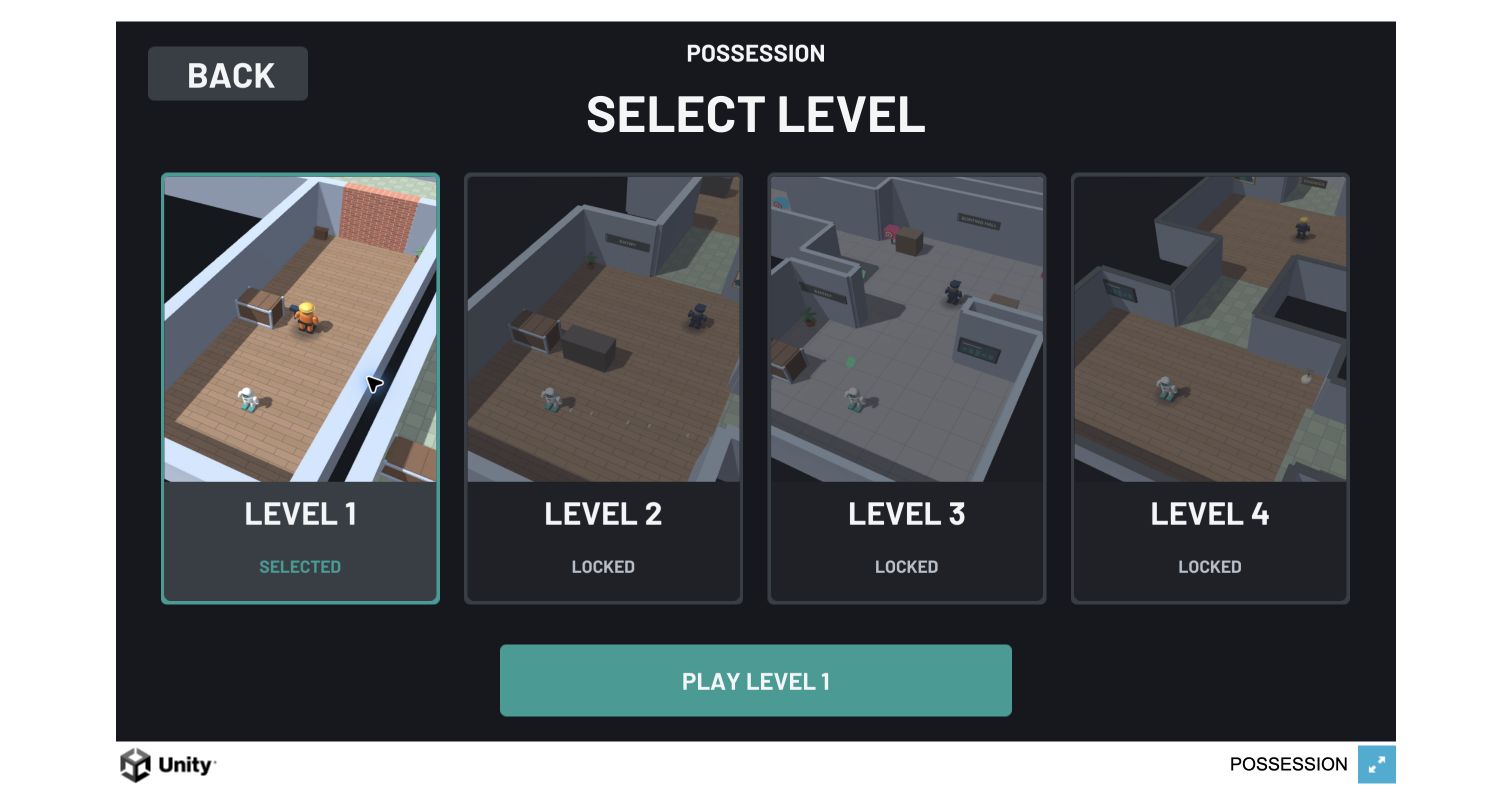 BACK
POSSESSION
SELECT LEVEL
ENTRY
LEVEL 1
SELECTED
LEVEL 2
LOCKED
LEVEL 3
LOCKED
LEVEL 4
LOCKED
PLAY LEVEL 1
Unity
POSSESSION